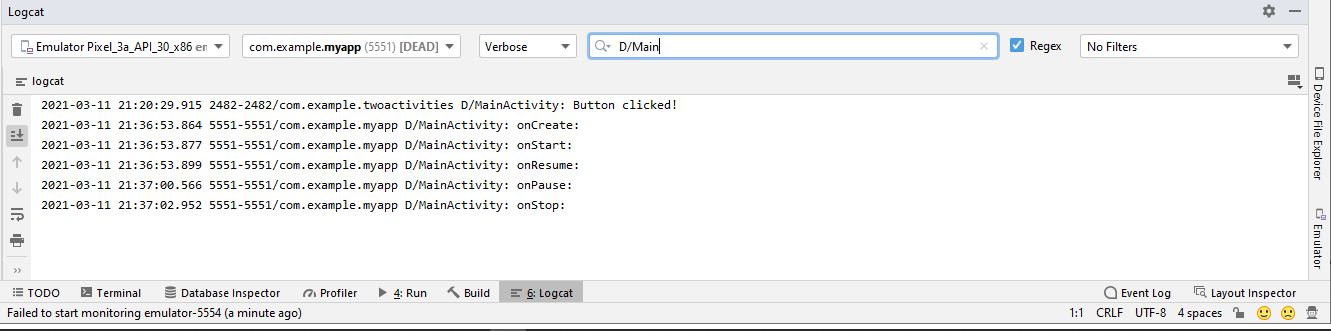 Logcat
Emulator Pixel_3a_API_30_x86 en com.example.myapp (5551) [DEAD] Verbose D/Main Regex No Filters
logcat
2021-03-11 21:20:29.915 2482-2482/com.example.twoactivities D/MainActivity: Button clicked!
2021-03-11 21:36:53.864 5551-5551/com.example.myapp D/MainActivity: onCreate:
2021-03-11 21:36:53.877 5551-5551/com.example.myapp D/MainActivity: onStart:
2021-03-11 21:36:53.899 5551-5551/com.example.myapp D/MainActivity: onResume:
2021-03-11 21:37:00.566 5551-5551/com.example.myapp D/MainActivity: onPause:
2021-03-11 21:37:02.952 5551-5551/com.example.myapp D/MainActivity: onStop:
Device File Explorer
Emulator
TODO Terminal Database Inspector Profiler 4: Run Build 6: Logcat Event Log Layout Inspector
Failed to start monitoring emulator-5554 (a minute ago) 1:1 CRLF UTF-8 4 spaces